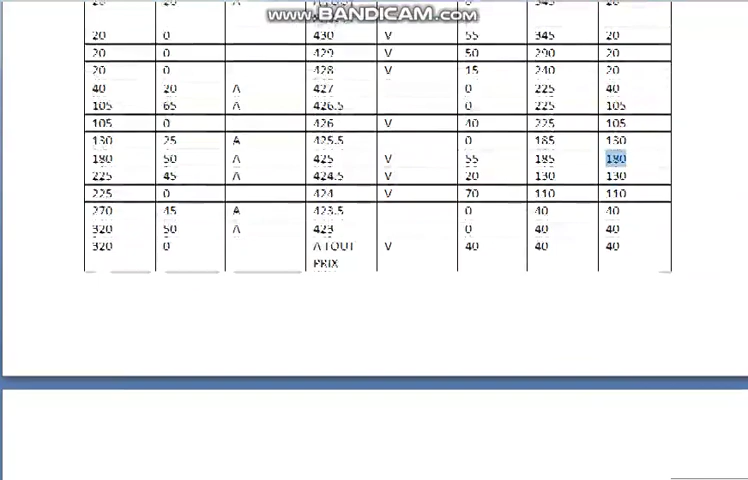 www.BANDICAM.com
20 0 430 V 55 345 20
20 0 429 V 50 290 20
20 0 428 V 15 240 20
40 20 A 427 0 225 40
105 65 A 426.5 0 225 105
105 0 426 V 40 225 105
130 25 A 425.5 0 185 130
180 50 A 425 V 55 185 180
225 45 A 424.5 V 20 130 130
225 0 424 V 70 110 110
270 45 A 423.5 0 40 40
320 50 A 423 0 40 40
320 0 A TOUT V 40 40 40
PRIX